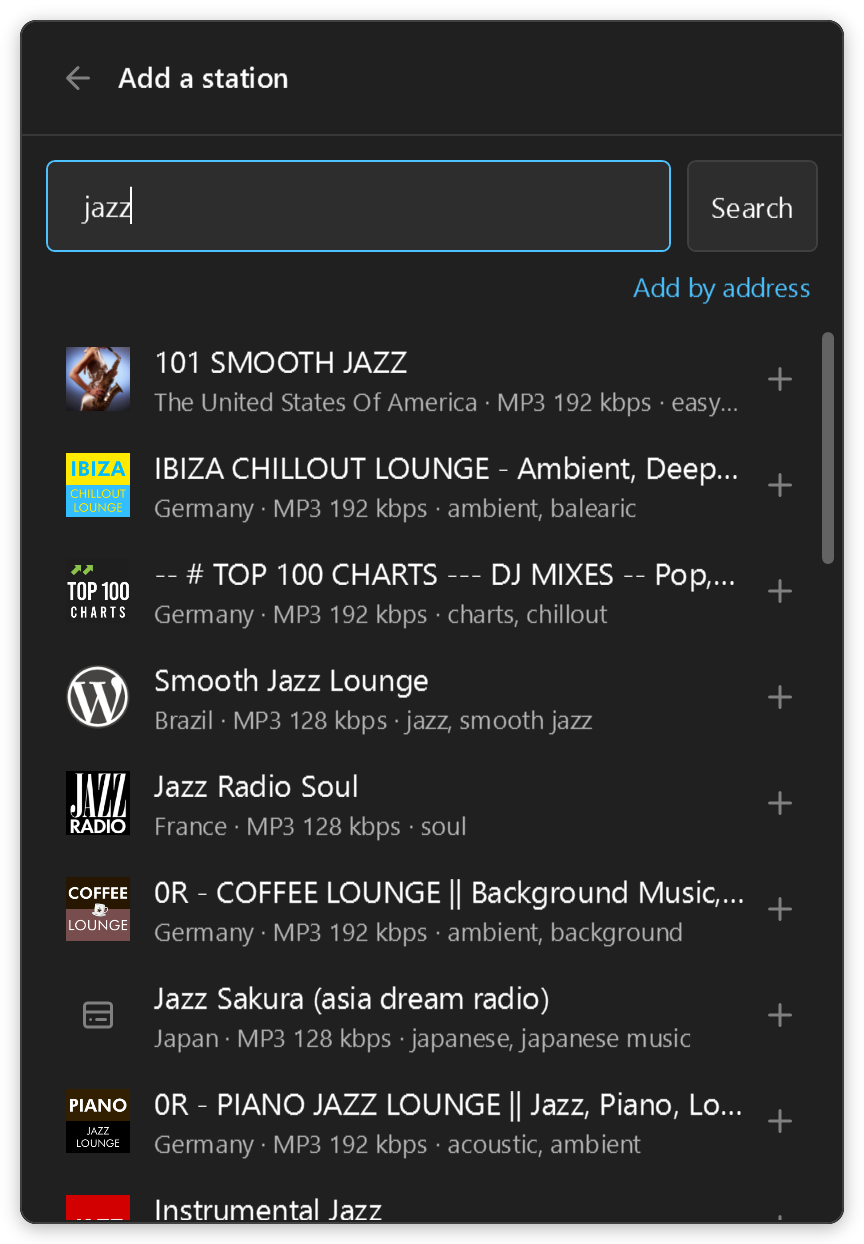 Add a station
jazz
Search
Add by address
101 SMOOTH JAZZ
The United States Of America · MP3 192 kbps · easy...
IBIZA
CHILLOUT
LOUNGE
IBIZA CHILLOUT LOUNGE - Ambient, Deep...
Germany · MP3 192 kbps · ambient, balearic
TOP 100
CHARTS
-- # TOP 100 CHARTS --- DJ MIXES -- Pop,...
Germany · MP3 192 kbps · charts, chillout
W
Smooth Jazz Lounge
Brazil · MP3 128 kbps · jazz, smooth jazz
JAZZ
RADIO
Jazz Radio Soul
France · MP3 128 kbps · soul
COFFEE
LOUNGE
0R - COFFEE LOUNGE || Background Music,...
Germany · MP3 192 kbps · ambient, background
Jazz Sakura (asia dream radio)
Japan · MP3 128 kbps · japanese, japanese music
PIANO
JAZZ
LOUNGE
0R - PIANO JAZZ LOUNGE || Jazz, Piano, Lo...
Germany · MP3 192 kbps · acoustic, ambient
Instrumental Jazz